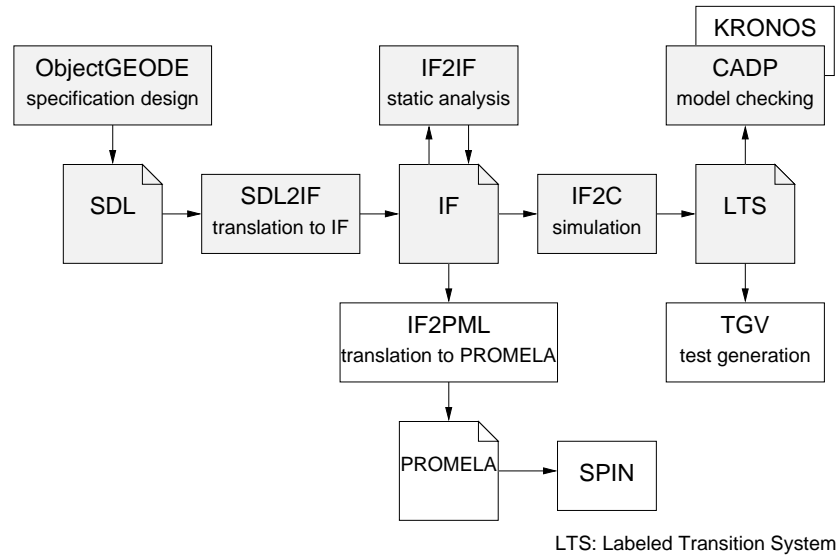 KRONOS
ObjectGEODE
specification design
IF2IF
static analysis
CADP
model checking
SDL
SDL2IF
translation to IF
IF
IF2C
simulation
LTS
IF2PML
translation to PROMELA
TGV
test generation
PROMELA
SPIN
LTS: Labeled Transition System